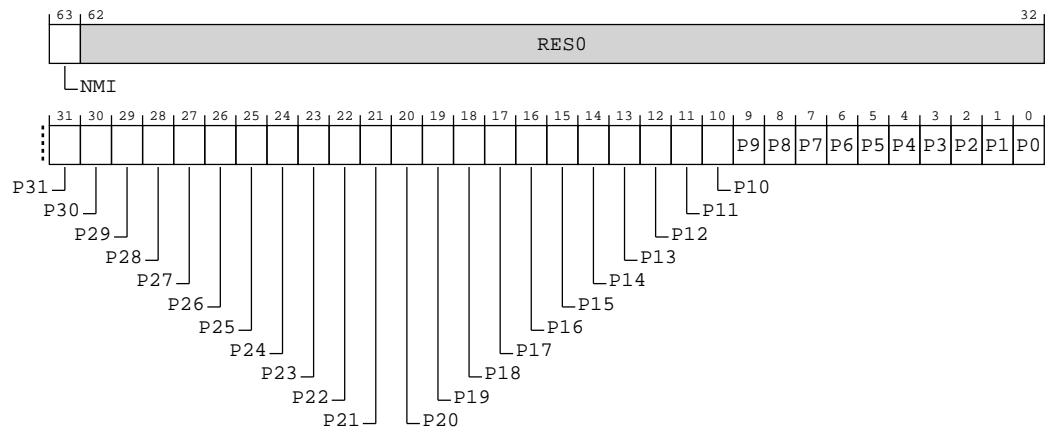 63 62 32
RES0
NMI
31 30 29 28 27 26 25 24 23 22 21 20 19 18 17 16 15 14 13 12 11 10 9 8 7 6 5 4 3 2 1 0
P9 P8 P7 P6 P5 P4 P3 P2 P1 P0
P31 P10
P30 P11
P29 P12
P28 P13
P27 P14
P26 P15
P25 P16
P24 P17
P23 P18
P22 P19
P21 P20